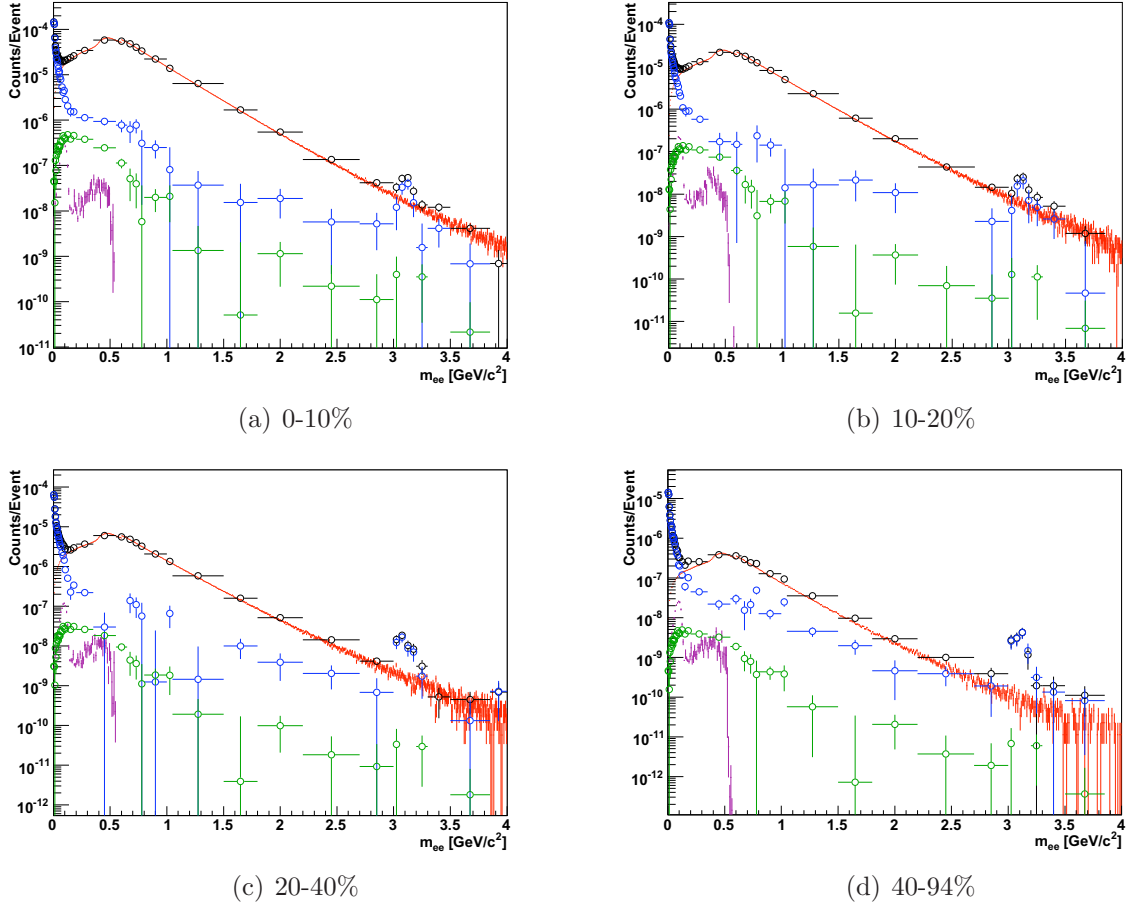 Counts/Event
10⁻⁴
10⁻⁵
10⁻⁶
10⁻⁷
10⁻⁸
10⁻⁹
10⁻¹⁰
10⁻¹¹
0 0.5 1 1.5 2 2.5 3 3.5 4
m_ee [GeV/c²]
(a) 0-10%
Counts/Event
10⁻⁴
10⁻⁵
10⁻⁶
10⁻⁷
10⁻⁸
10⁻⁹
10⁻¹⁰
10⁻¹¹
0 0.5 1 1.5 2 2.5 3 3.5 4
m_ee [GeV/c²]
(b) 10-20%
Counts/Event
10⁻⁴
10⁻⁵
10⁻⁶
10⁻⁷
10⁻⁸
10⁻⁹
10⁻¹⁰
10⁻¹¹
10⁻¹²
0 0.5 1 1.5 2 2.5 3 3.5 4
m_ee [GeV/c²]
(c) 20-40%
Counts/Event
10⁻⁵
10⁻⁶
10⁻⁷
10⁻⁸
10⁻⁹
10⁻¹⁰
10⁻¹¹
10⁻¹²
0 0.5 1 1.5 2 2.5 3 3.5 4
m_ee [GeV/c²]
(d) 40-94%